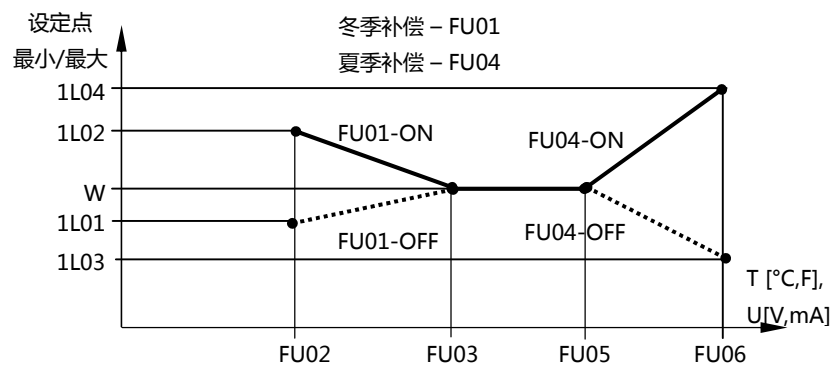 设定点
最小/最大
冬季补偿 – FU01
夏季补偿 – FU04
1L04
1L02
W
1L01
1L03
FU01-ON
FU04-ON
FU01-OFF
FU04-OFF
T [°C,F],
U[V,mA]
FU02
FU03
FU05
FU06